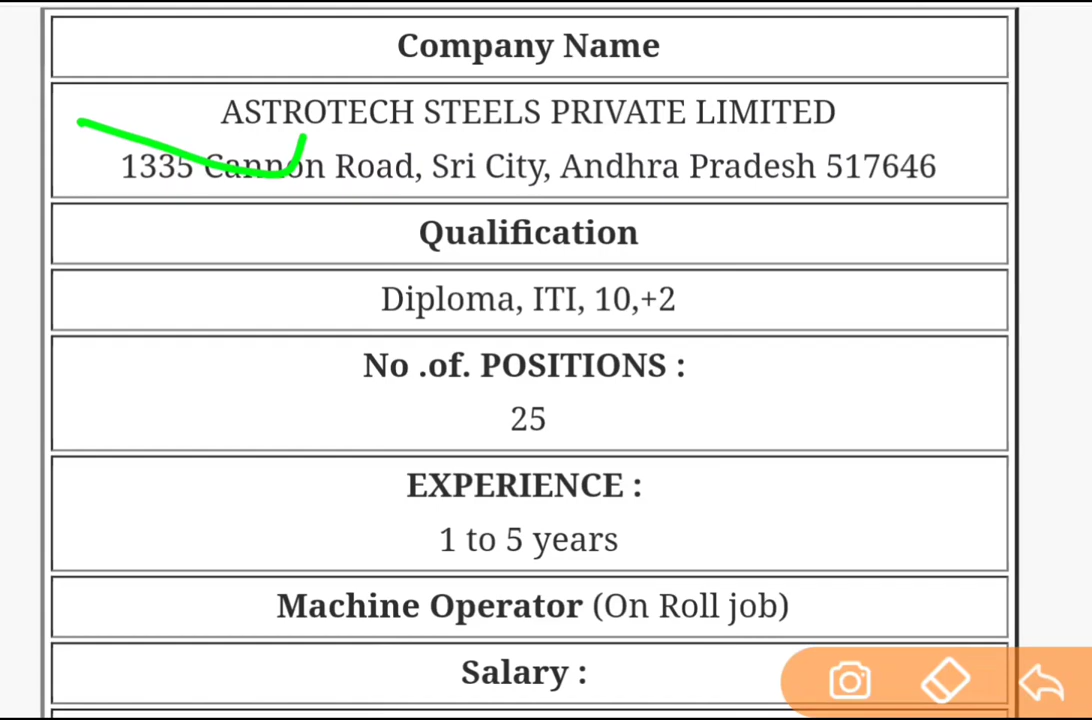 Company Name
ASTROTECH STEELS PRIVATE LIMITED
1335 Cannon Road, Sri City, Andhra Pradesh 517646
Qualification
Diploma, ITI, 10,+2
No .of. POSITIONS :
25
EXPERIENCE :
1 to 5 years
Machine Operator (On Roll job)
Salary :